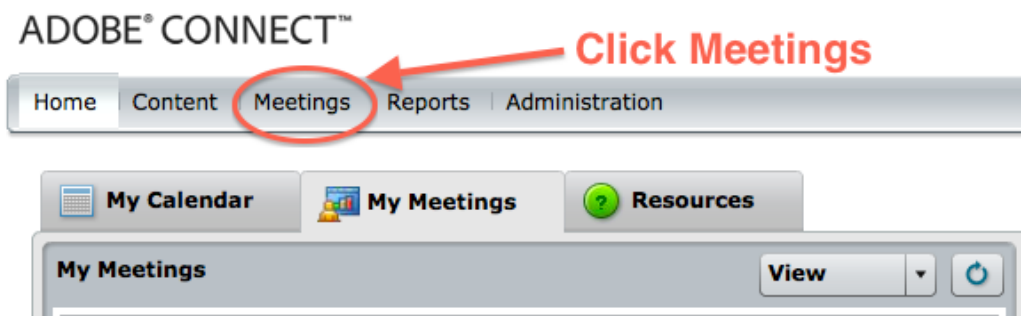 ADOBE® CONNECT™
Click Meetings
Home Content Meetings Reports Administration
My Calendar My Meetings ? Resources
My Meetings View